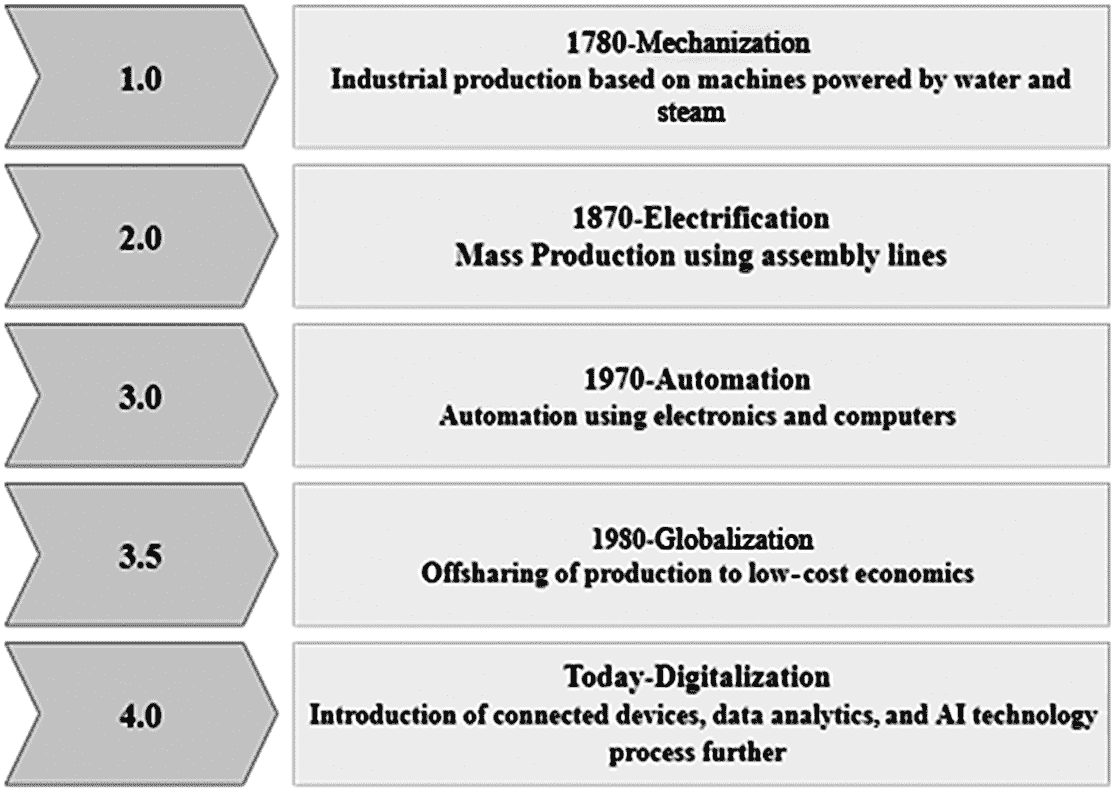 1.0
1780-Mechanization
Industrial production based on machines powered by water and
steam
2.0
1870-Electrification
Mass Production using assembly lines
3.0
1970-Automation
Automation using electronics and computers
3.5
1980-Globalization
Offsharing of production to low-cost economics
4.0
Today-Digitalization
Introduction of connected devices, data analytics, and AI technology
process further